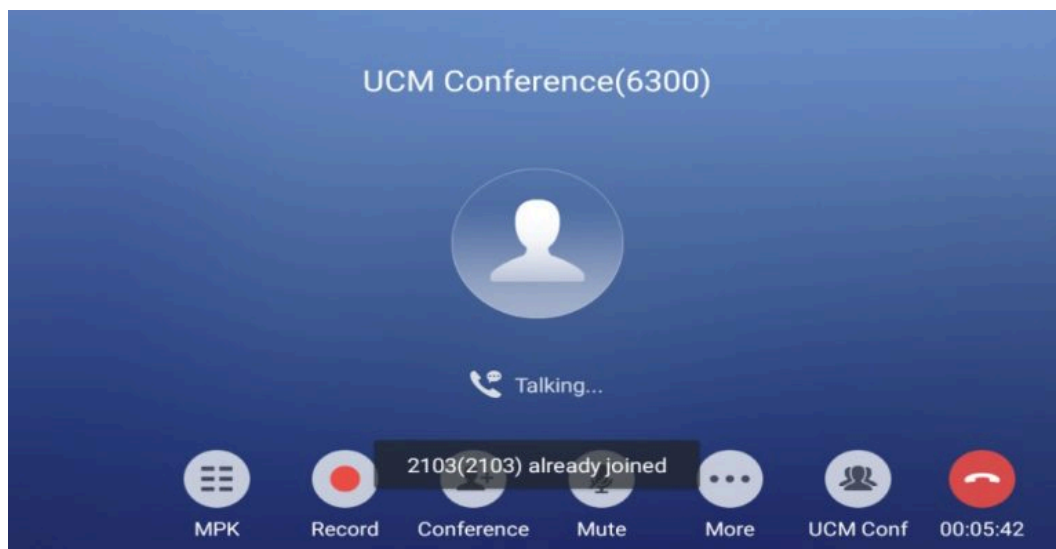 UCM Conference(6300)
Talking...
2103(2103) already joined
MPK
Record
Conference
Mute
More
UCM Conf
00:05:42